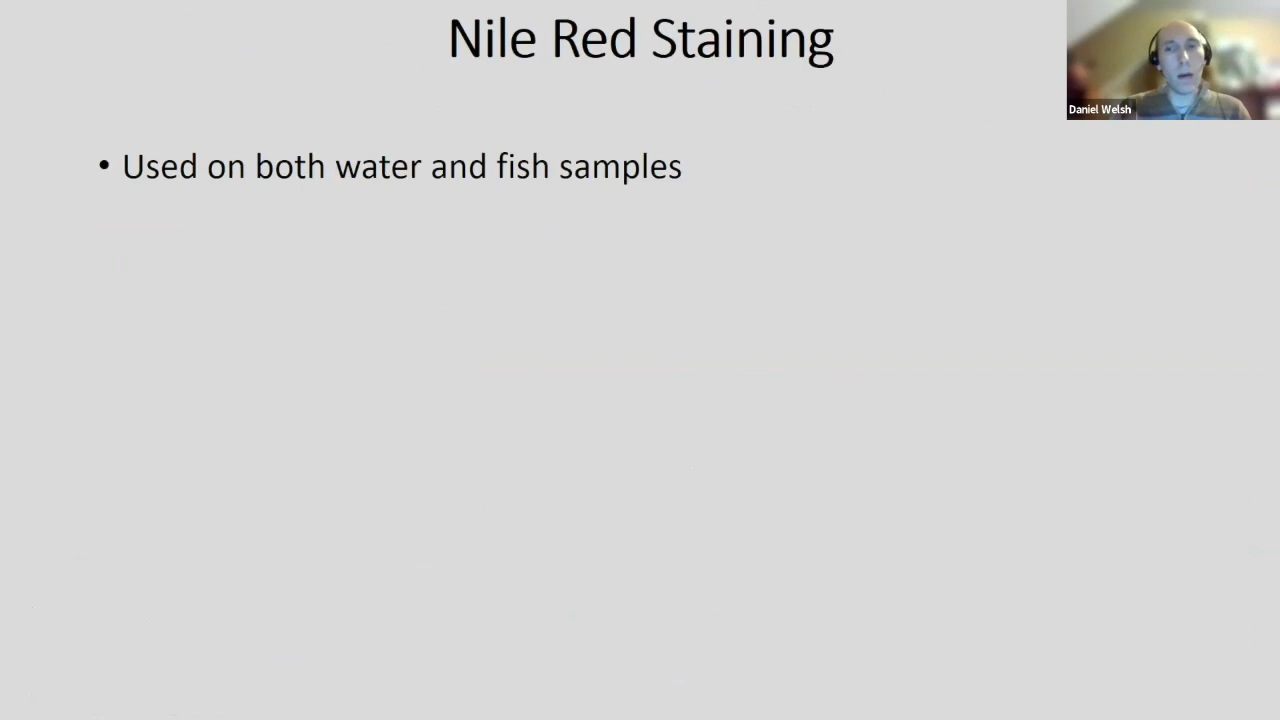 Nile Red Staining
Daniel Welsh
• Used on both water and fish samples